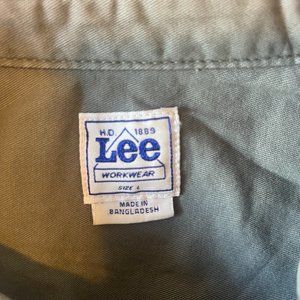 H.D. 1889
Lee
WORKWEAR
SIZE L
MADE IN
BANGLADESH